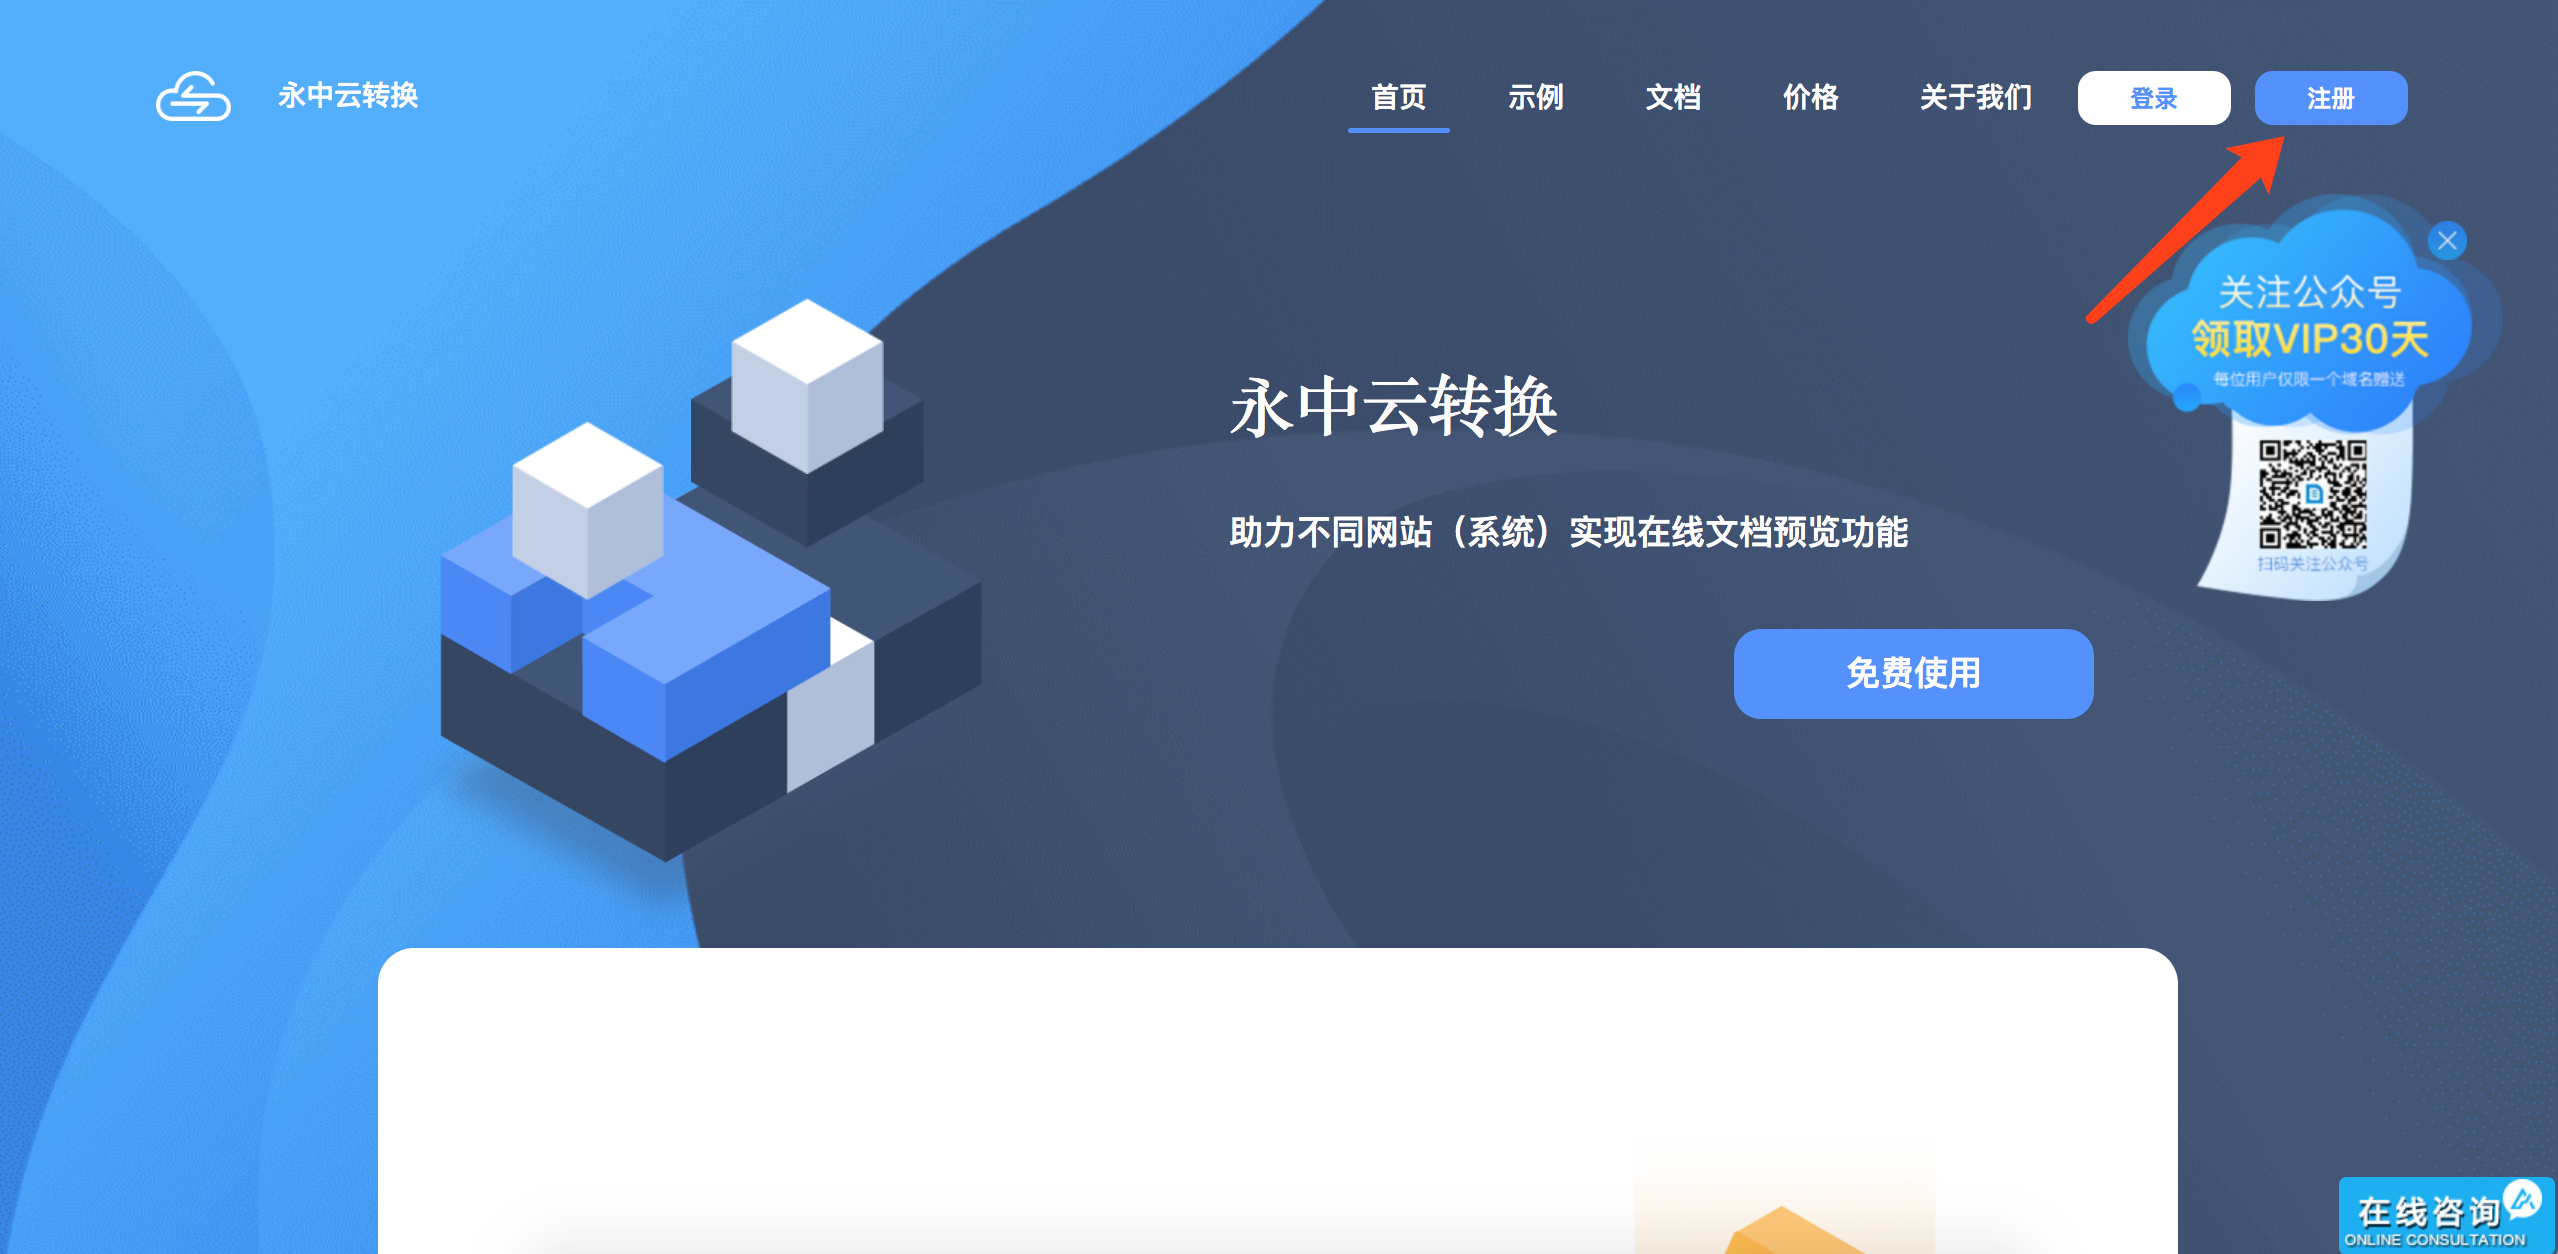 永中云转换
首页
示例
文档
价格
关于我们
登录
注册
关注公众号
领取VIP30天
每位用户仅限一个域名赠送
扫码关注公众号
永中云转换
助力不同网站（系统）实现在线文档预览功能
免费使用
在线咨询
ONLINE CONSULTATION